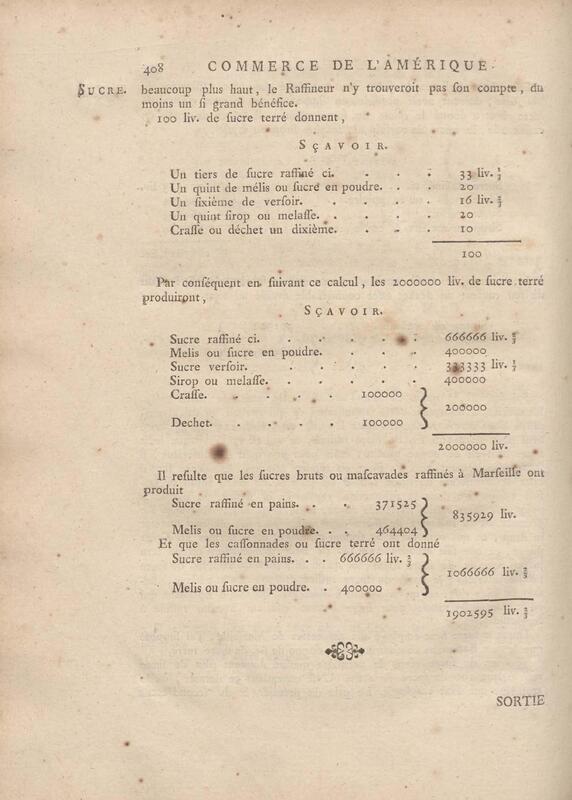 408 COMMERCE DE L'AMÉRIQUE.
SUCRE. beaucoup plus haut, le Raffineur n'y trouveroit pas ſon compte, du
moins un ſi grand bénéfice.
100 liv. de ſucre terré donnent,
SÇAVOIR.
Un tiers de ſucre raffiné ci. . . . 33 liv. 1/3
Un quint de mélis ou ſucre en poudre. . . 20
Un ſixième de verſoir. . . . . 16 liv. 2/3
Un quint ſirop ou melaſſe. . . . . 20
Craſſe ou déchet un dixième. . . . 10
100
Par conſéquent en ſuivant ce calcul, les 2000000 liv. de ſucre terré
produiront,
SÇAVOIR.
Sucre raffiné ci. . . . . . 666666 liv. 2/3
Melis ou ſucre en poudre. . . . 400000
Sucre verſoir. . . . . . 333333 liv. 1/3
Sirop ou melaſſe. . . . . . 400000
Craſſe. . . . . 100000
200000
Dechet. . . . . 100000
2000000 liv.
Il reſulte que les ſucres bruts ou maſcavades raffinés à Marſeille ont
produit
Sucre raffiné en pains. . . 371525
835929 liv.
Melis ou ſucre en poudre. . . 464404
Et que les caſſonnades ou ſucre terré ont donné
Sucre raffiné en pains. . . 666666 liv. 2/3
1066666 liv. 2/3
Melis ou ſucre en poudre. . 400000
1902595 liv. 2/3
SORTIE